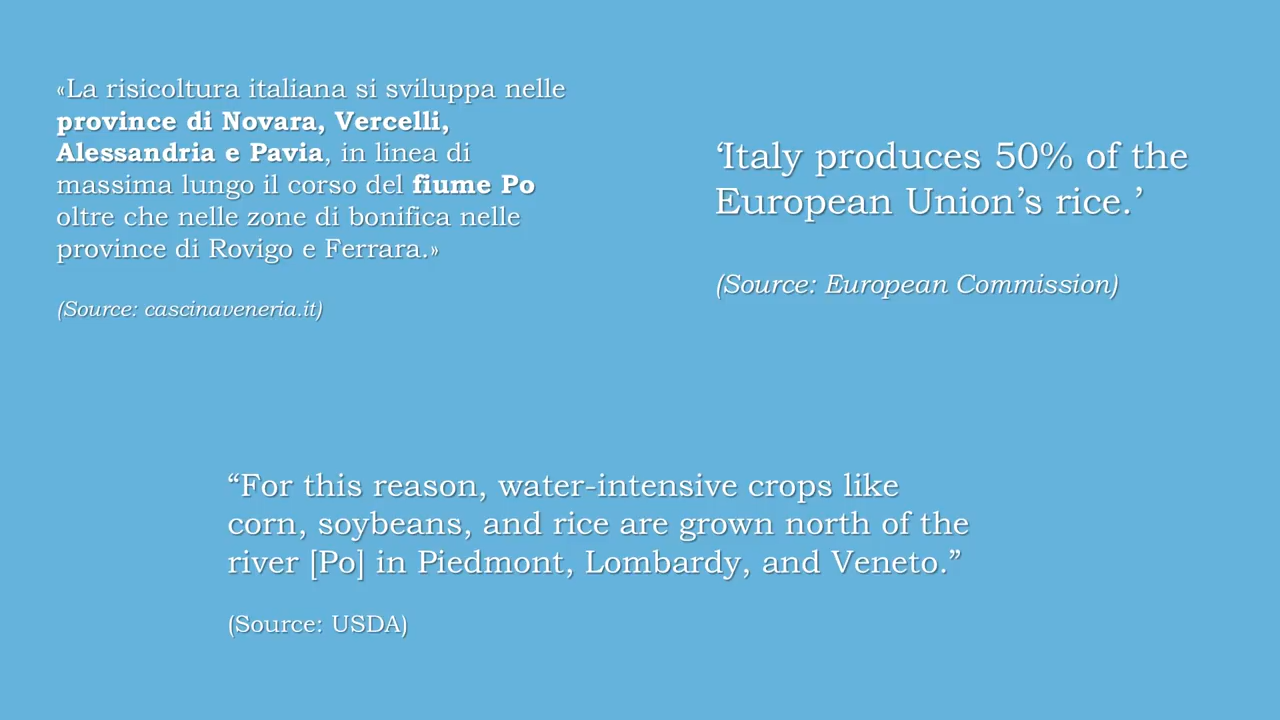 «La risicoltura italiana si sviluppa nelle
province di Novara, Vercelli,
Alessandria e Pavia, in linea di
massima lungo il corso del fiume Po
oltre che nelle zone di bonifica nelle
province di Rovigo e Ferrara.»
(Source: cascinaveneria.it)
‘Italy produces 50% of the
European Union’s rice.’
(Source: European Commission)
“For this reason, water-intensive crops like
corn, soybeans, and rice are grown north of the
river [Po] in Piedmont, Lombardy, and Veneto.”
(Source: USDA)